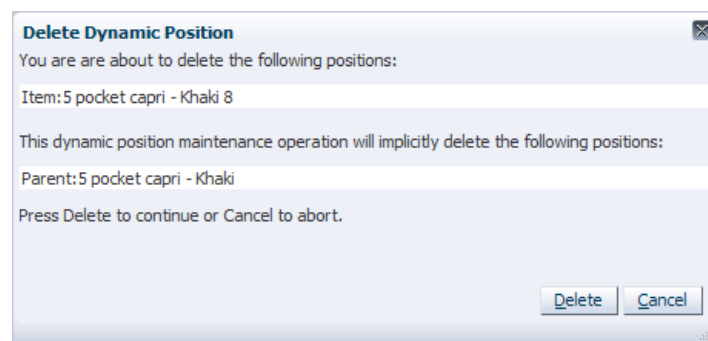 Delete Dynamic Position
You are are about to delete the following positions:
Item:5 pocket capri - Khaki 8
This dynamic position maintenance operation will implicitly delete the following positions:
Parent:5 pocket capri - Khaki
Press Delete to continue or Cancel to abort.
Delete Cancel